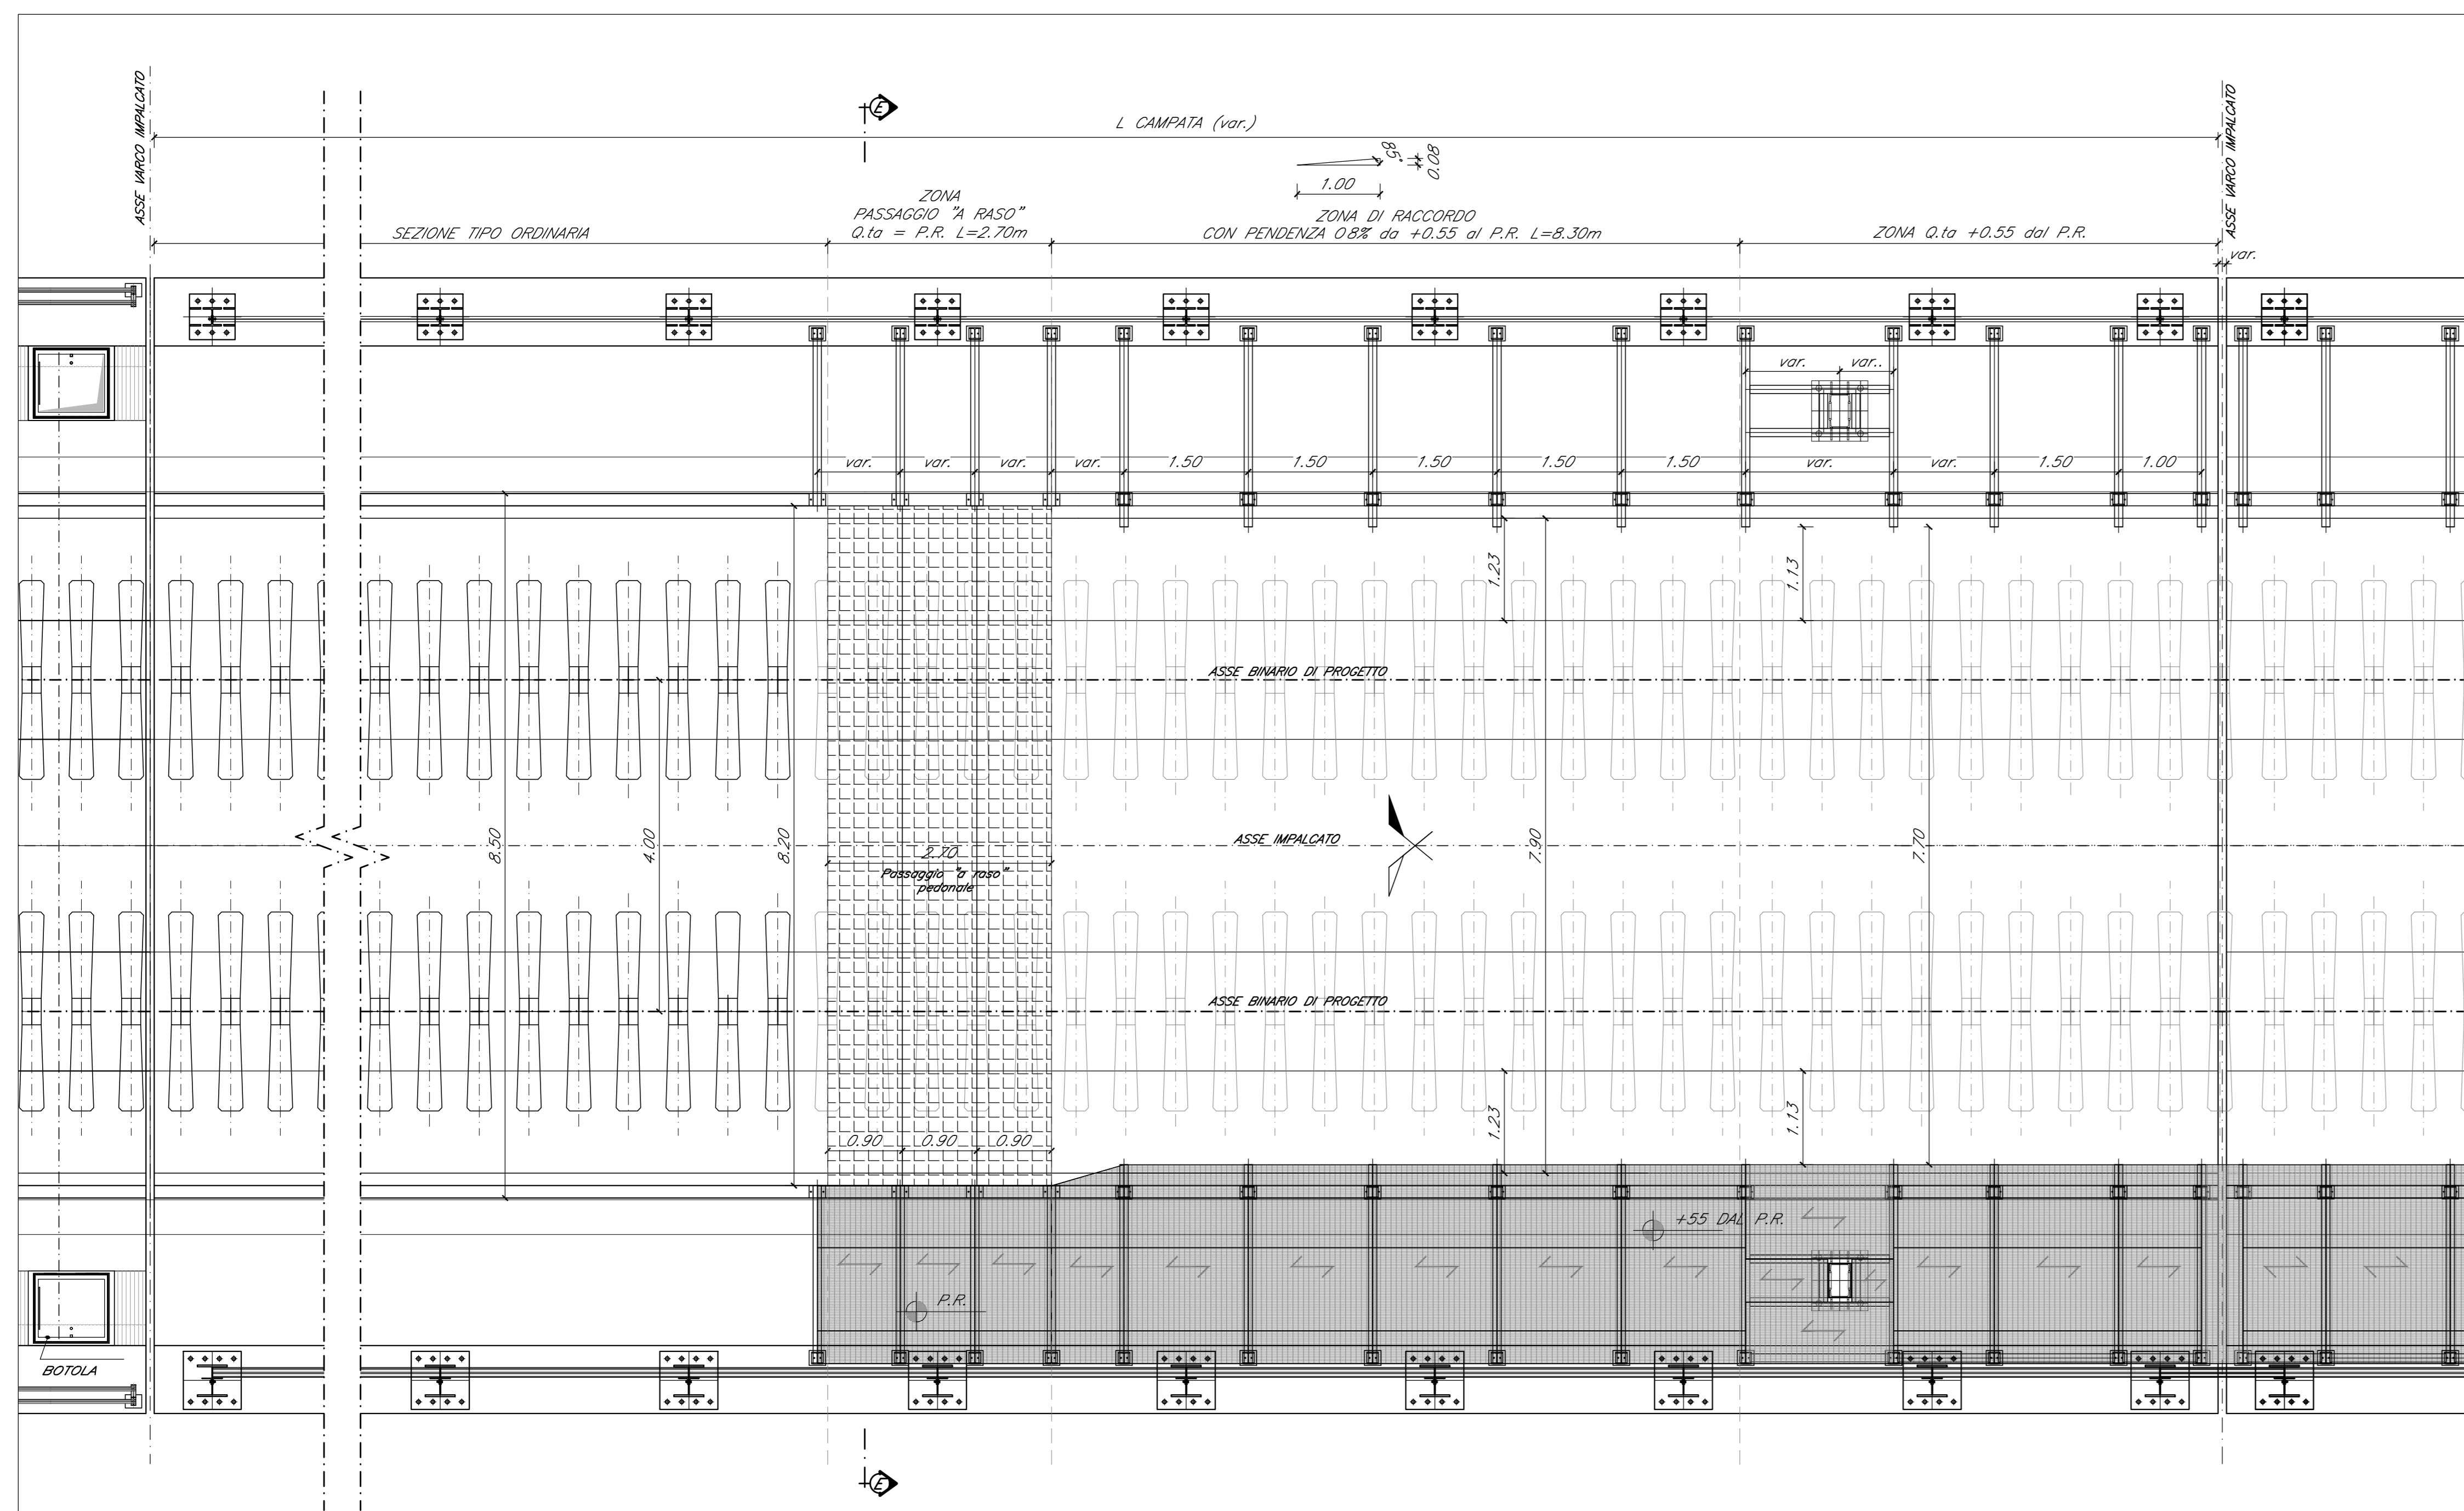 ASSE VARCO IMPALCATO
E
L CAMPATA (var.)
ASSE VARCO IMPALCATO
85°
0.08
1.00
ZONA
PASSAGGIO "A RASO"
Q.ta = P.R. L=2.70m
SEZIONE TIPO ORDINARIA
ZONA DI RACCORDO
CON PENDENZA 08% da +0.55 al P.R. L=8.30m
ZONA Q.ta +0.55 dal P.R.
var.
var.
var..
var.
var.
var.
var.
1.50
1.50
1.50
1.50
1.50
var.
var.
1.50
1.00
1.23
1.13
ASSE BINARIO DI PROGETTO
8.50
4.00
8.20
2.70
Passaggio "a raso"
pedonale
ASSE IMPALCATO
7.90
7.70
ASSE BINARIO DI PROGETTO
0.90
0.90
0.90
1.23
1.13
+55 DAL P.R.
P.R.
BOTOLA
E